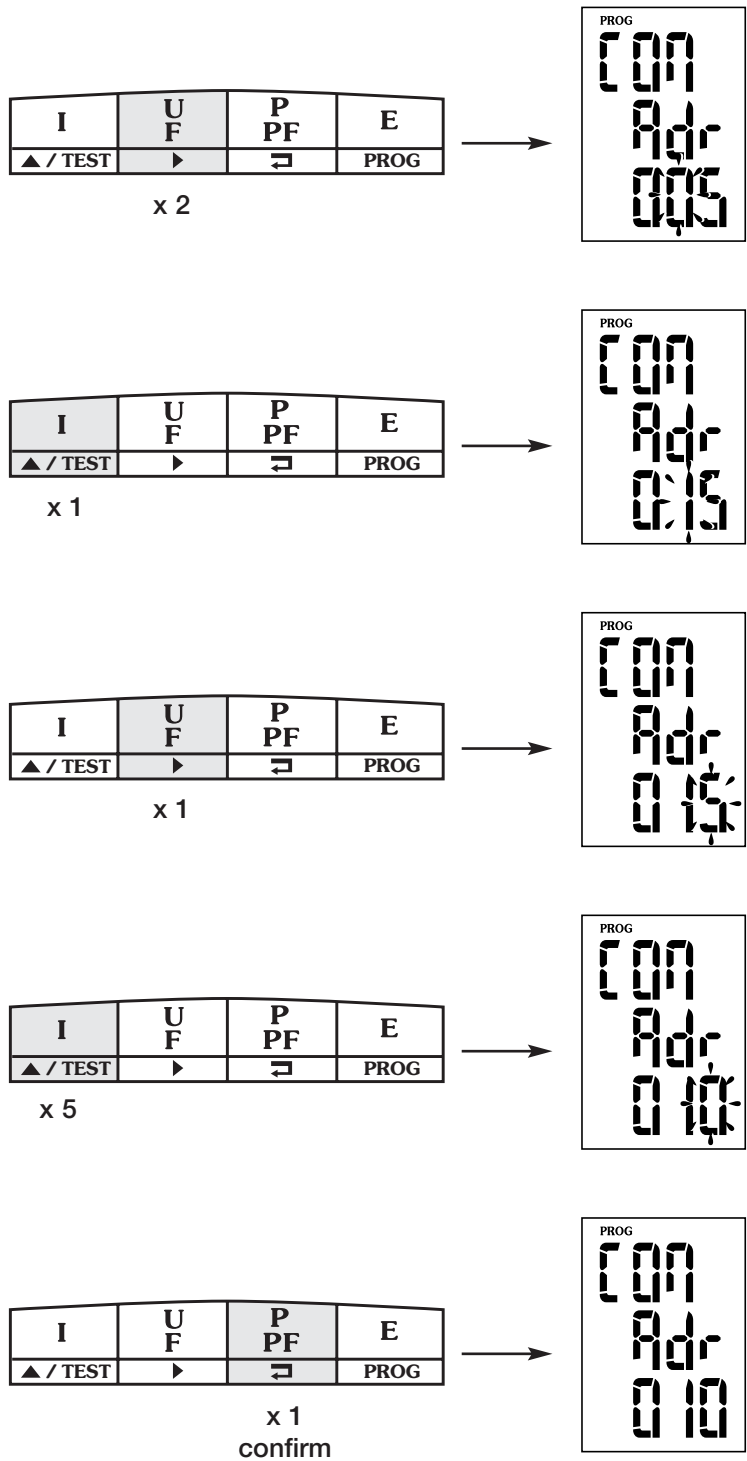 PROG
COM
Adr
005
I U F P PF E
▲ / TEST PROG
x 2
PROG
COM
Adr
015
I U F P PF E
▲ / TEST PROG
x 1
PROG
COM
Adr
015
I U F P PF E
▲ / TEST PROG
x 1
PROG
COM
Adr
010
I U F P PF E
▲ / TEST PROG
x 5
PROG
COM
Adr
010
I U F P PF E
▲ / TEST PROG
x 1
confirm